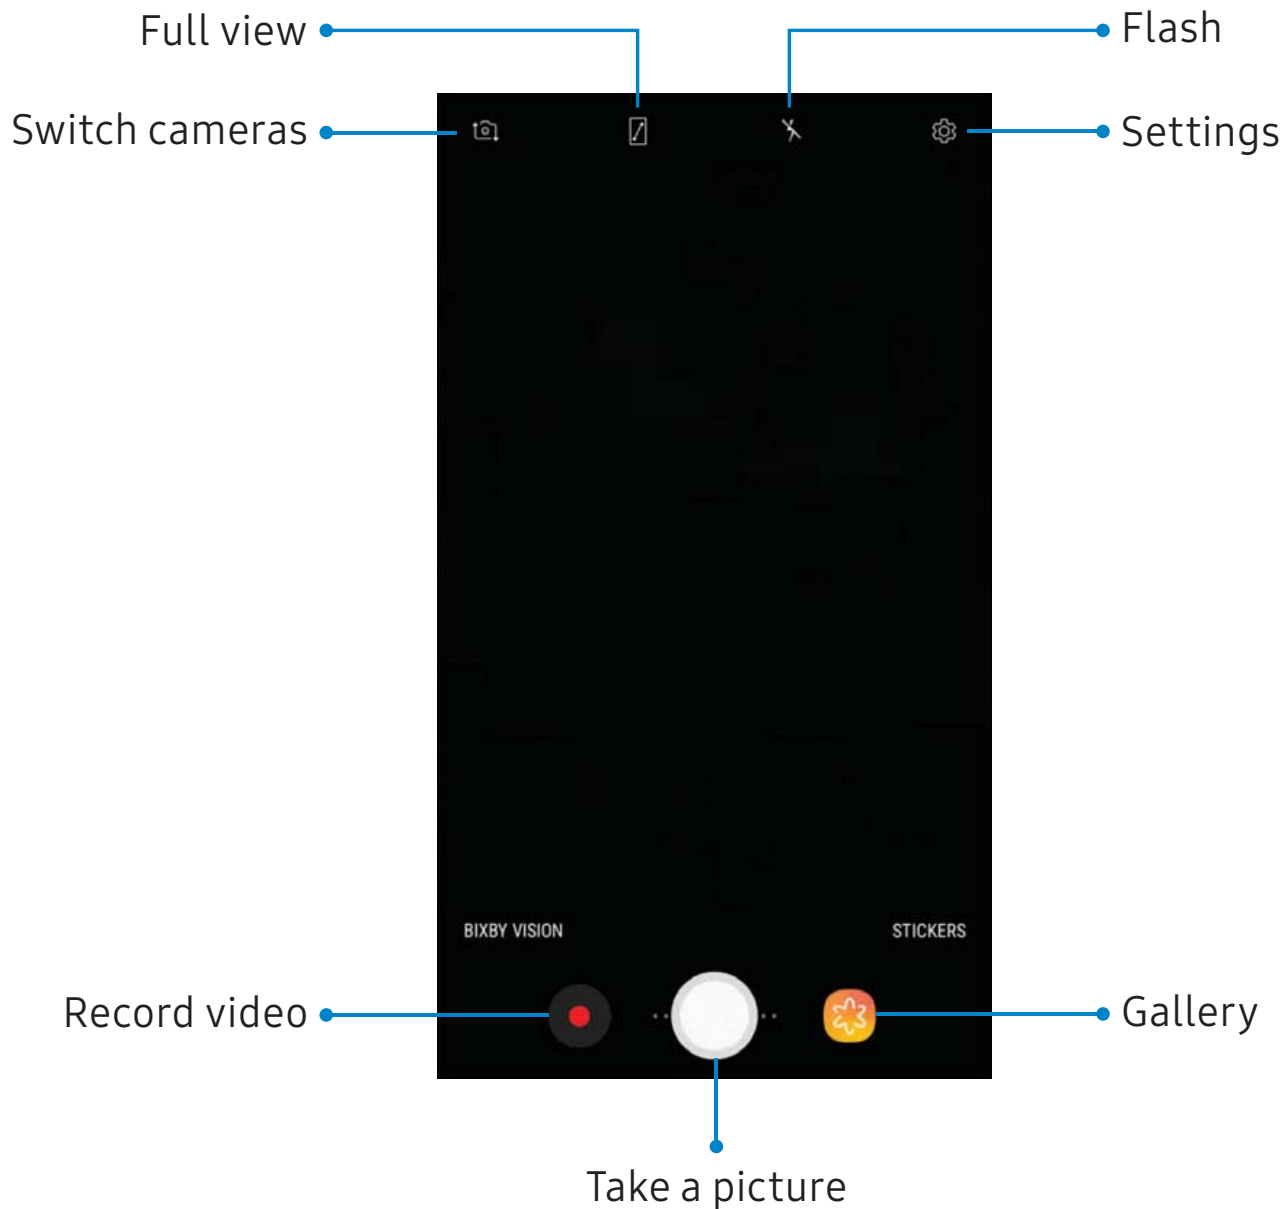 Full view
Flash
Switch cameras
Settings
BIXBY VISION
STICKERS
Record video
Gallery
Take a picture